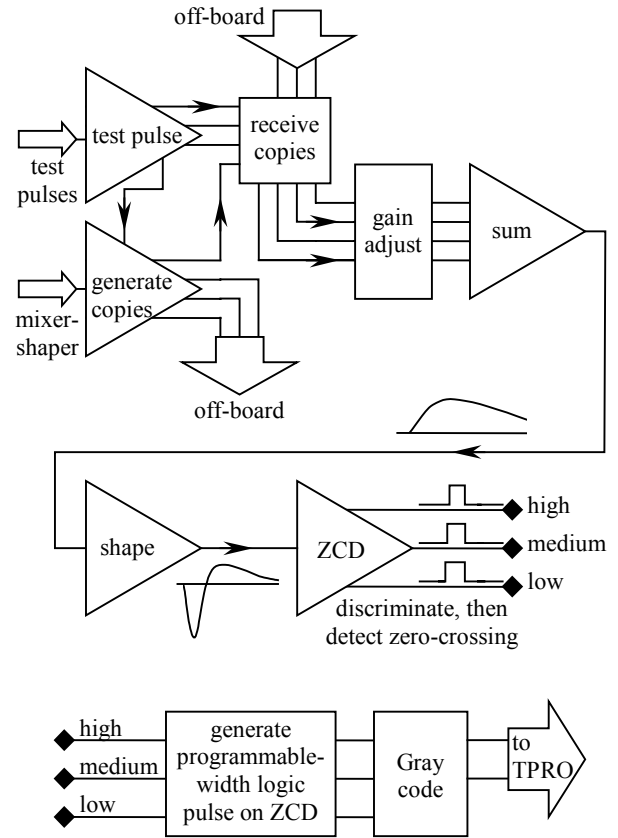 off-board
test pulse
receive
copies
test
pulses
gain
adjust
sum
generate
copies
mixer-
shaper
off-board
shape
ZCD
high
medium
low
discriminate, then
detect zero-crossing
high
medium
low
generate
programmable-
width logic
pulse on ZCD
Gray
code
to
TPRO